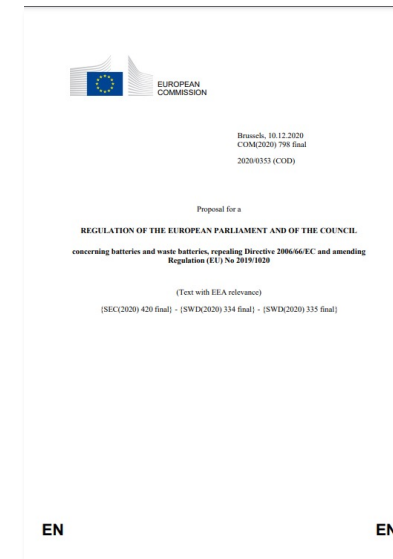 EUROPEAN
COMMISSION
Brussels, 10.12.2020
COM(2020) 798 final
2020/0353 (COD)
Proposal for a
REGULATION OF THE EUROPEAN PARLIAMENT AND OF THE COUNCIL
concerning batteries and waste batteries, repealing Directive 2006/66/EC and amending
Regulation (EU) No 2019/1020
(Text with EEA relevance)
{SEC(2020) 420 final} - {SWD(2020) 334 final} - {SWD(2020) 335 final}
EN EN